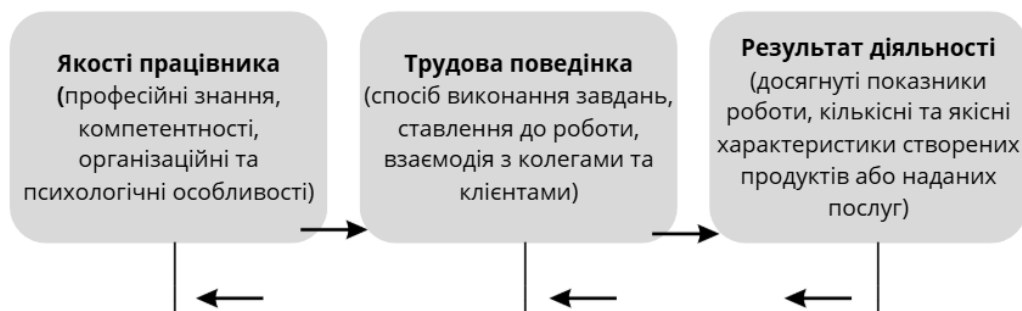 Якості працівника
(професійні знання,
компетентності,
організаційні та
психологічні особливості)
Трудова поведінка
(спосіб виконання завдань,
ставлення до роботи,
взаємодія з колегами та
клієнтами)
Результат діяльності
(досягнуті показники
роботи, кількісні та якісні
характеристики створених
продуктів або наданих
послуг)